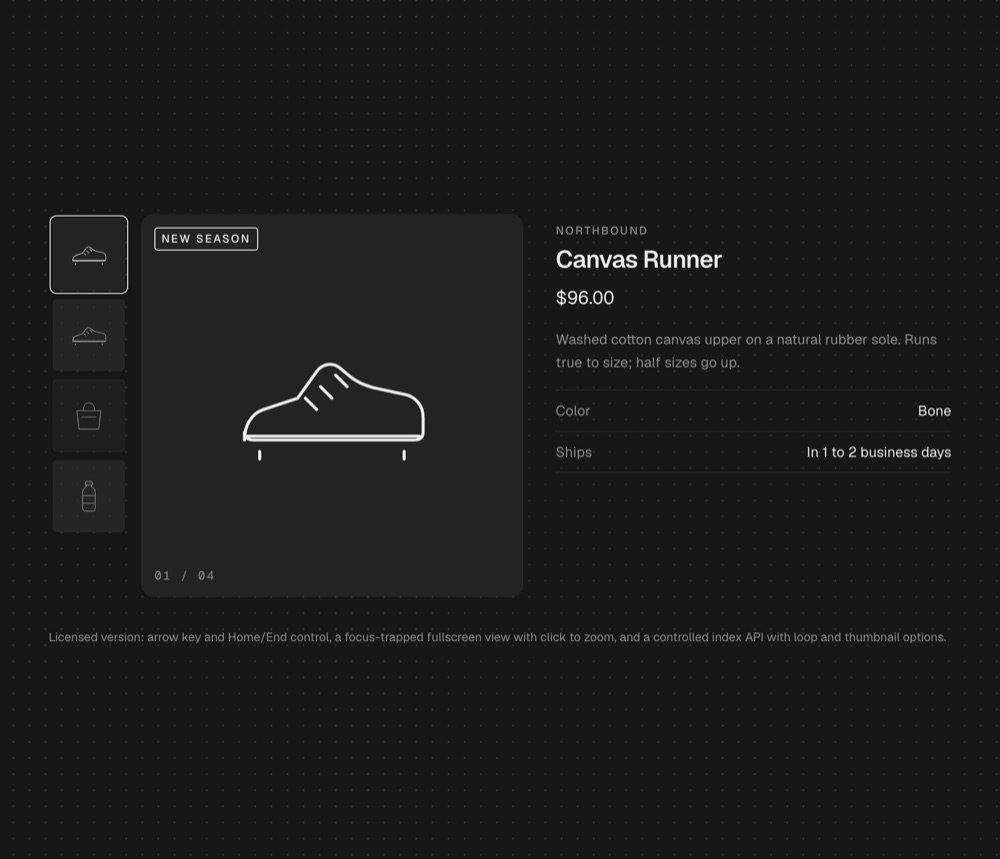 NEW SEASON
01 / 04
NORTHBOUND
Canvas Runner
$96.00
Washed cotton canvas upper on a natural rubber sole. Runs
true to size; half sizes go up.
Color Bone
Ships In 1 to 2 business days
Licensed version: arrow key and Home/End control, a focus-trapped fullscreen view with click to zoom, and a controlled index API with loop and thumbnail options.